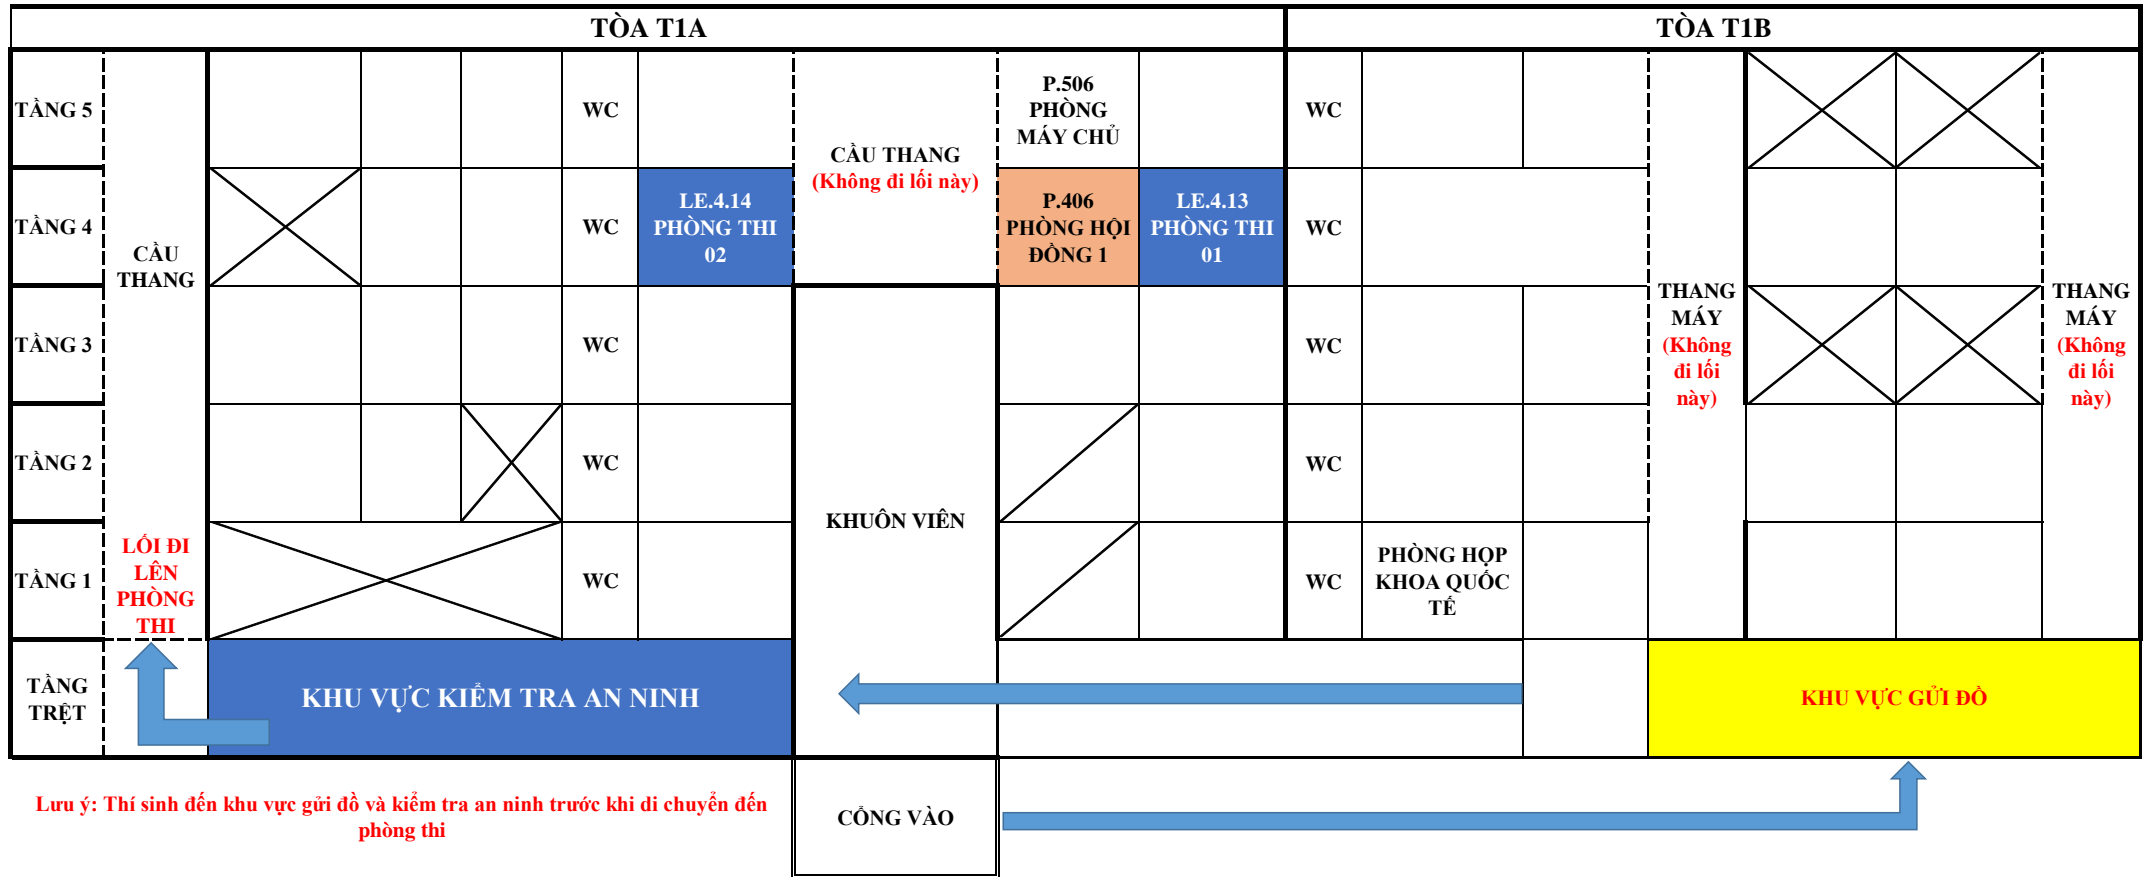 TÒA T1A
TÒA T1B
TẦNG 5
WC
P.506
PHÒNG
MÁY CHỦ
WC
CẦU THANG
(Không đi lối này)
TẦNG 4
WC
LE.4.14
PHÒNG THI
02
P.406
PHÒNG HỘI
ĐỒNG 1
LE.4.13
PHÒNG THI
01
WC
CẦU
THANG
THANG
MÁY
(Không
đi lối
này)
THANG
MÁY
(Không
đi lối
này)
TẦNG 3
WC
WC
TẦNG 2
WC
WC
KHUÔN VIÊN
TẦNG 1
LỐI ĐI
LÊN
PHÒNG
THI
WC
WC
PHÒNG HỌP
KHOA QUỐC
TẾ
TẦNG
TRỆT
KHU VỰC KIỂM TRA AN NINH
KHU VỰC GỬI ĐỒ
Lưu ý: Thí sinh đến khu vực gửi đồ và kiểm tra an ninh trước khi di chuyển đến
phòng thi
CỔNG VÀO